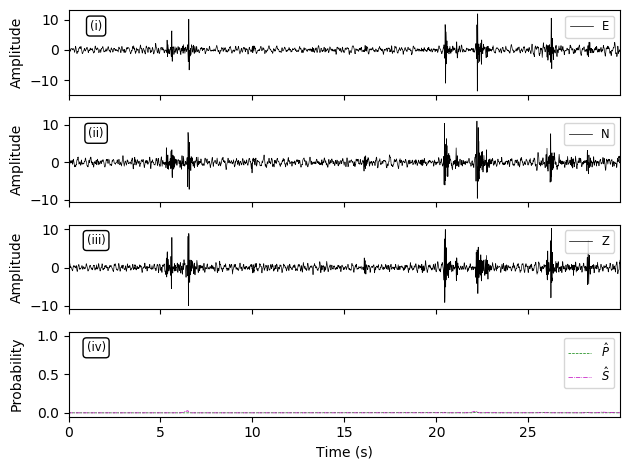 Amplitude
10
0
−10
(i)
E
Amplitude
10
0
−10
(ii)
N
Amplitude
10
0
−10
(iii)
Z
Probability
1.0
0.5
0.0
(iv)
P̂
Ŝ
0 5 10 15 20 25
Time (s)